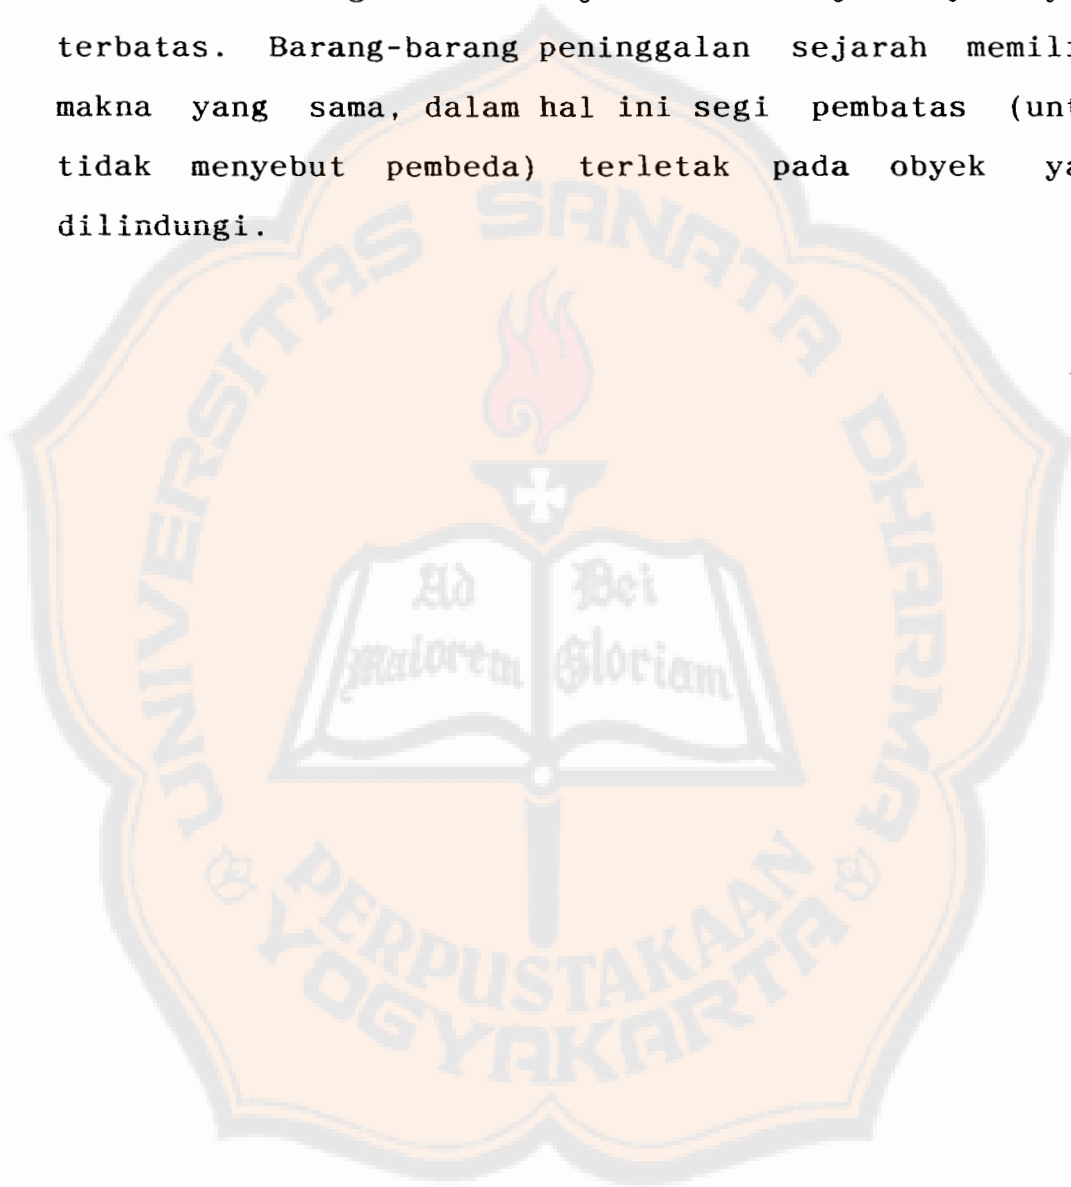 terbatas. Barang-barang peninggalan sejarah
makna yang sama, dalam hal ini segi pembatas
tidak menyebut pembeda) terletak pada obyek
dilindungi.
UNIVERSITAS SANATA DHARMA
Ad Dei
maiorem Gloriam
PERPUSTAKAAN
YOGYAKARTA